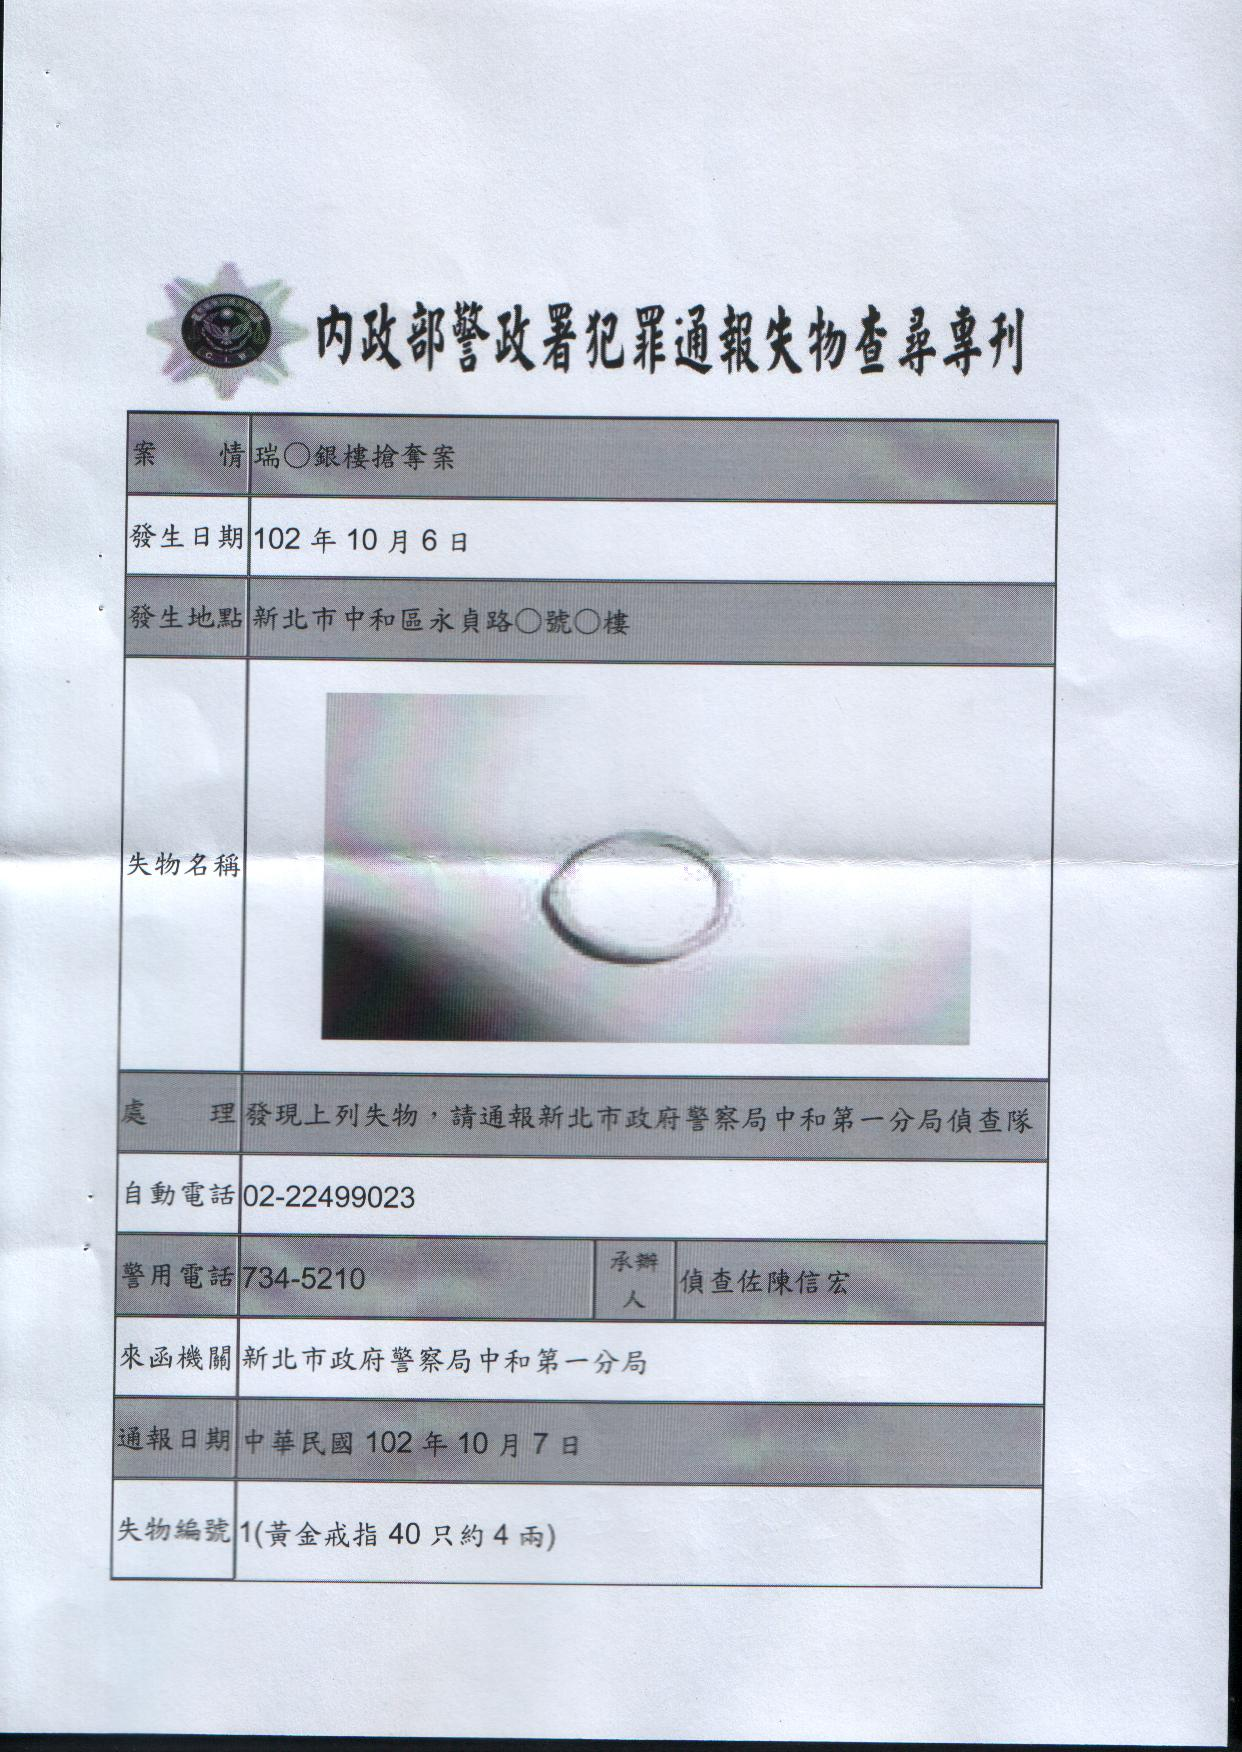 內政部警政署犯罪通報失物查尋專刊
案 情 瑞○銀樓搶奪案
發生日期 102 年 10 月 6 日
發生地點 新北市中和區永貞路○號○樓
失物名稱
處 理 發現上列失物，請通報新北市政府警察局中和第一分局偵查隊
自動電話 02-22499023
警用電話 734-5210 承辦人 偵查佐陳信宏
來函機關 新北市政府警察局中和第一分局
通報日期 中華民國 102 年 10 月 7 日
失物編號 1(黃金戒指 40 只約 4 兩)